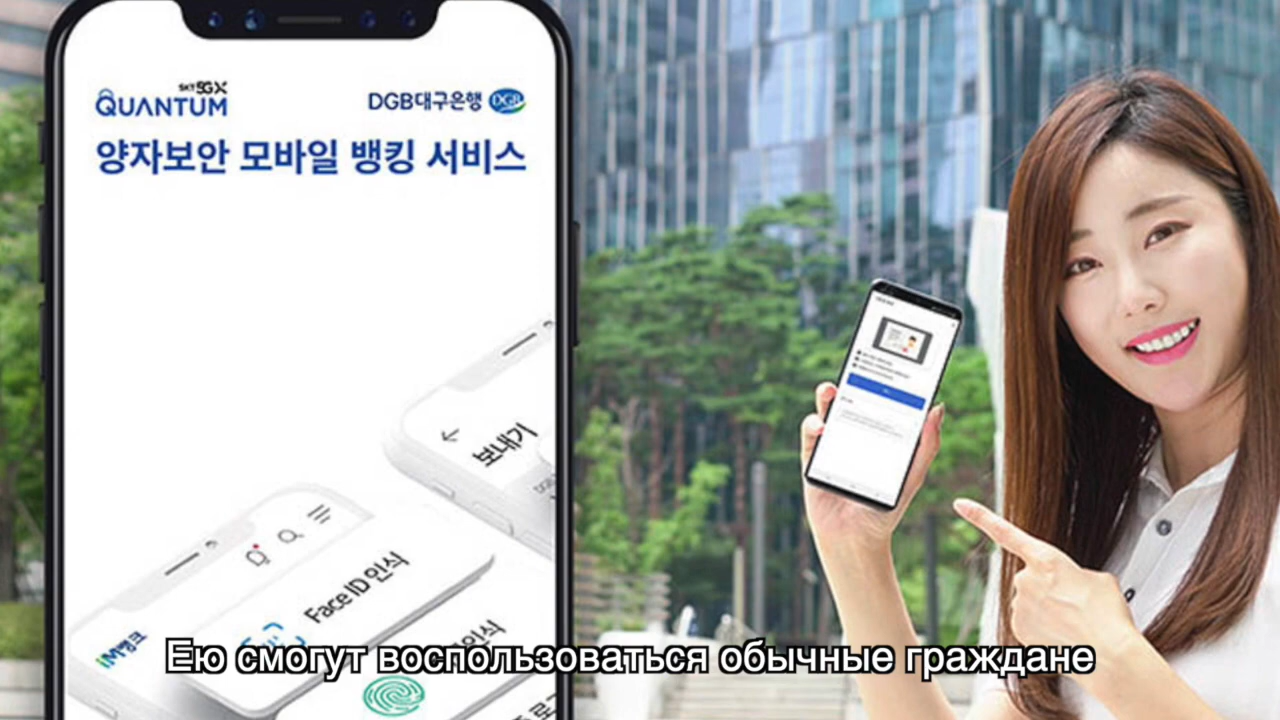 SKT 5GX
QUANTUM
DGB대구은행 DGB
양자보안 모바일 뱅킹 서비스
보내기
Face ID 인식
iM뱅크
Ею смогут воспользоваться обычные граждане